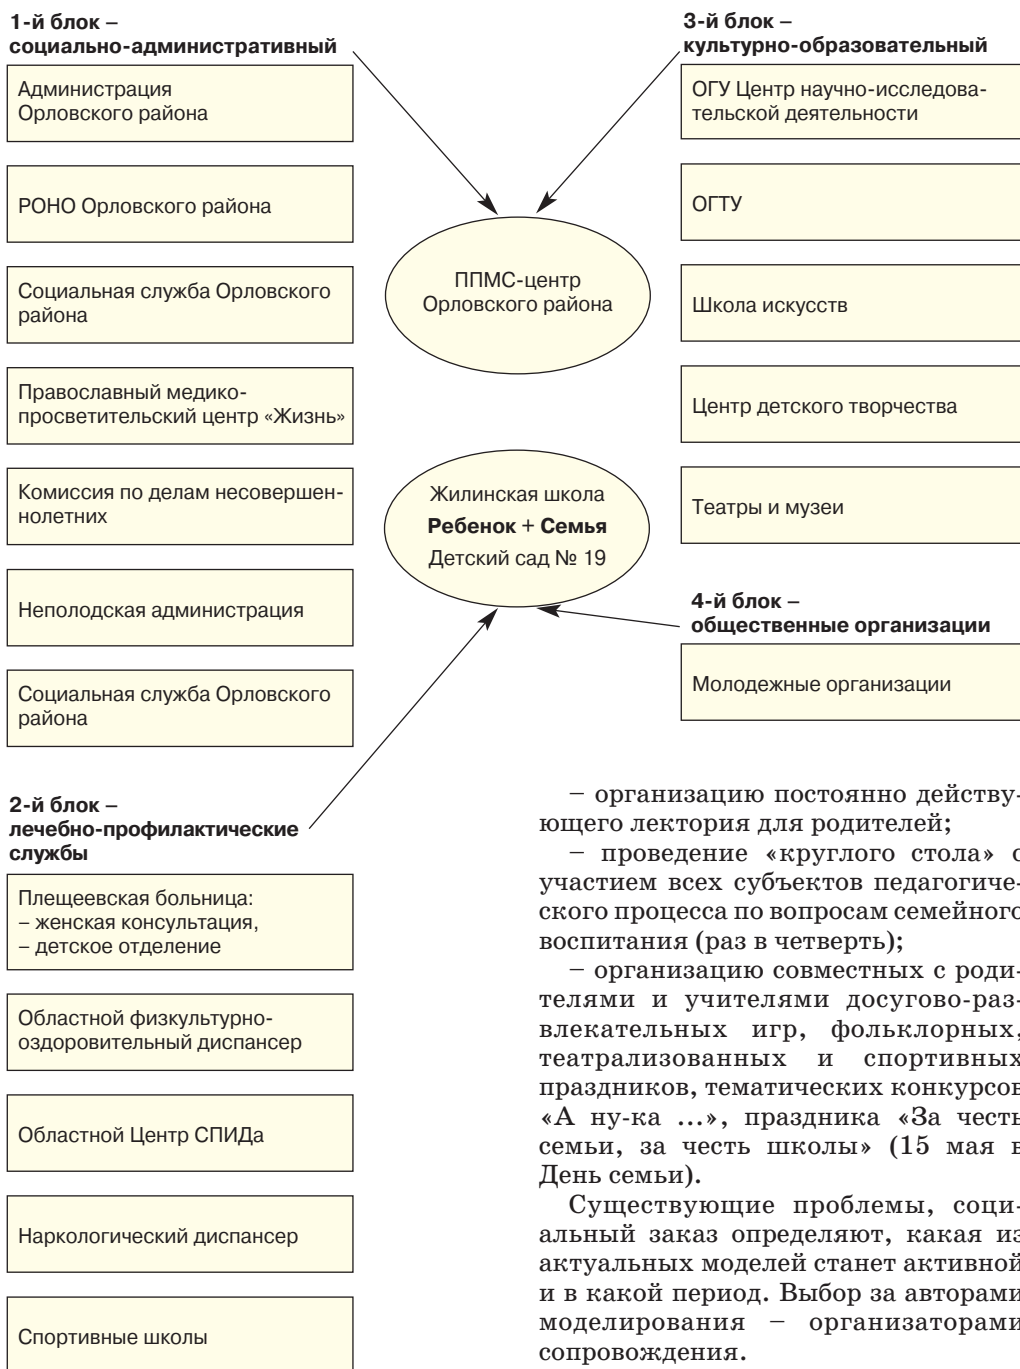 1-й блок –
социально-административный
Администрация
Орловского района
РОНО Орловского района
Социальная служба Орловского
района
Православный медико-
просветительский центр «Жизнь»
Комиссия по делам несовершен-
нолетних
Неполодская администрация
Социальная служба Орловского
района
2-й блок –
лечебно-профилактические
службы
Плещеевская больница:
– женская консультация,
– детское отделение
Областной физкультурно-
оздоровительный диспансер
Областной Центр СПИДа
Наркологический диспансер
Спортивные школы
ППМС-центр
Орловского района
Жилинская школа
Ребенок + Семья
Детский сад № 19
3-й блок –
культурно-образовательный
ОГУ Центр научно-исследова-
тельской деятельности
ОГТУ
Школа искусств
Центр детского творчества
Театры и музеи
4-й блок –
общественные организации
Молодежные организации
– организацию постоянно действу-
ющего лектория для родителей;
– проведение «круглого стола» с
участием всех субъектов педагогиче-
ского процесса по вопросам семейного
воспитания (раз в четверть);
– организацию совместных с роди-
телями и учителями досугово-раз-
влекательных игр, фольклорных,
театрализованных и спортивных
праздников, тематических конкурсов
«А ну-ка ...», праздника «За честь
семьи, за честь школы» (15 мая в
День семьи).
Существующие проблемы, соци-
альный заказ определяют, какая из
актуальных моделей станет активной
и в какой период. Выбор за авторами
моделирования – организаторами
сопровождения.